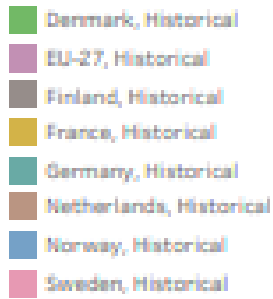 Denmark, Historical
EU-27, Historical
Finland, Historical
France, Historical
Germany, Historical
Netherlands, Historical
Norway, Historical
Sweden, Historical